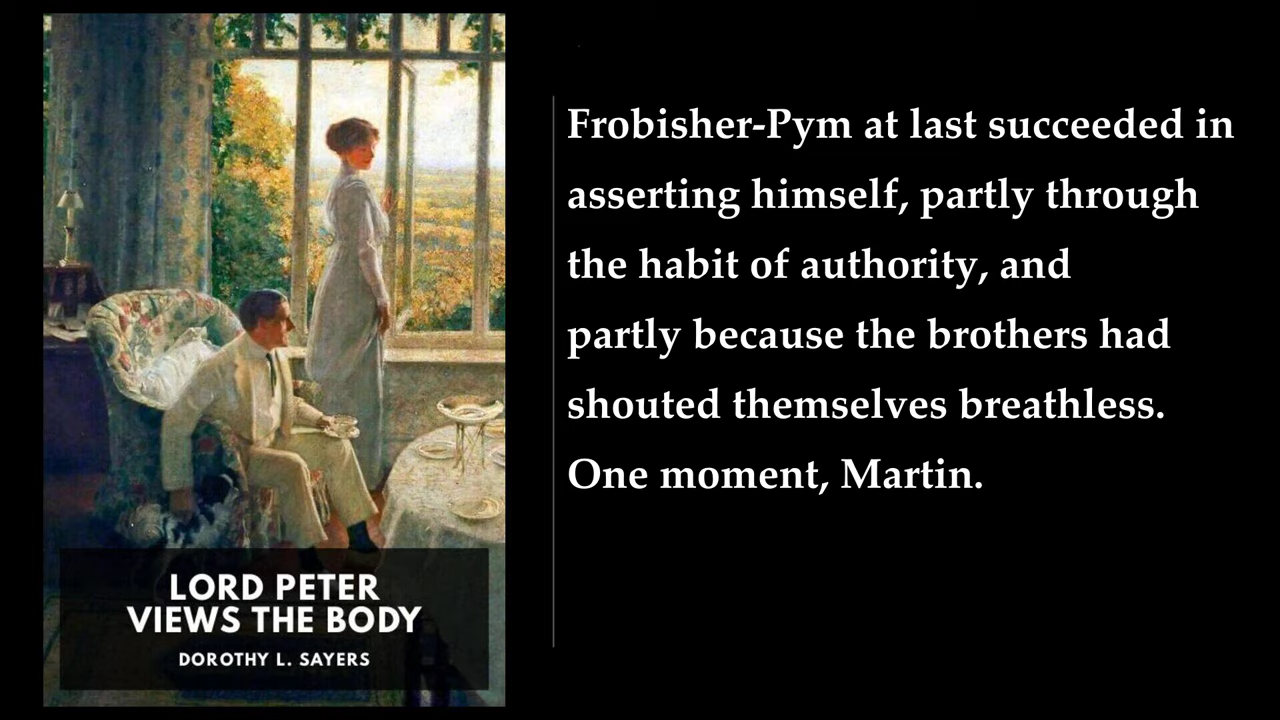 LORD PETER
VIEWS THE BODY
DOROTHY L. SAYERS
Frobisher-Pym at last succeeded in
asserting himself, partly through
the habit of authority, and
partly because the brothers had
shouted themselves breathless.
One moment, Martin.